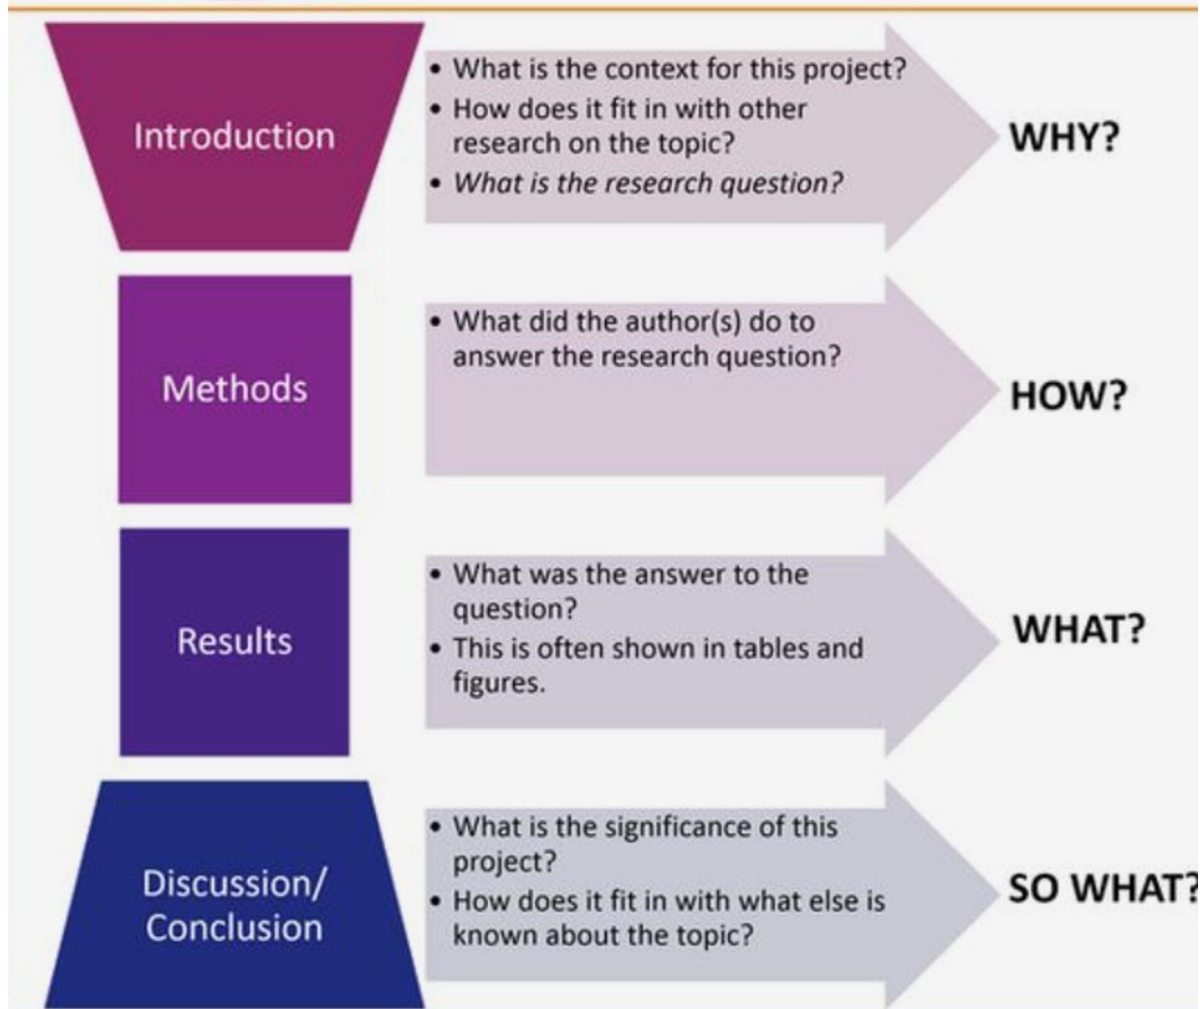 Introduction
• What is the context for this project?
• How does it fit in with other
research on the topic?
• What is the research question?
WHY?
Methods
• What did the author(s) do to
answer the research question?
HOW?
Results
• What was the answer to the
question?
• This is often shown in tables and
figures.
WHAT?
Discussion/
Conclusion
• What is the significance of this
project?
• How does it fit in with what else is
known about the topic?
SO WHAT?